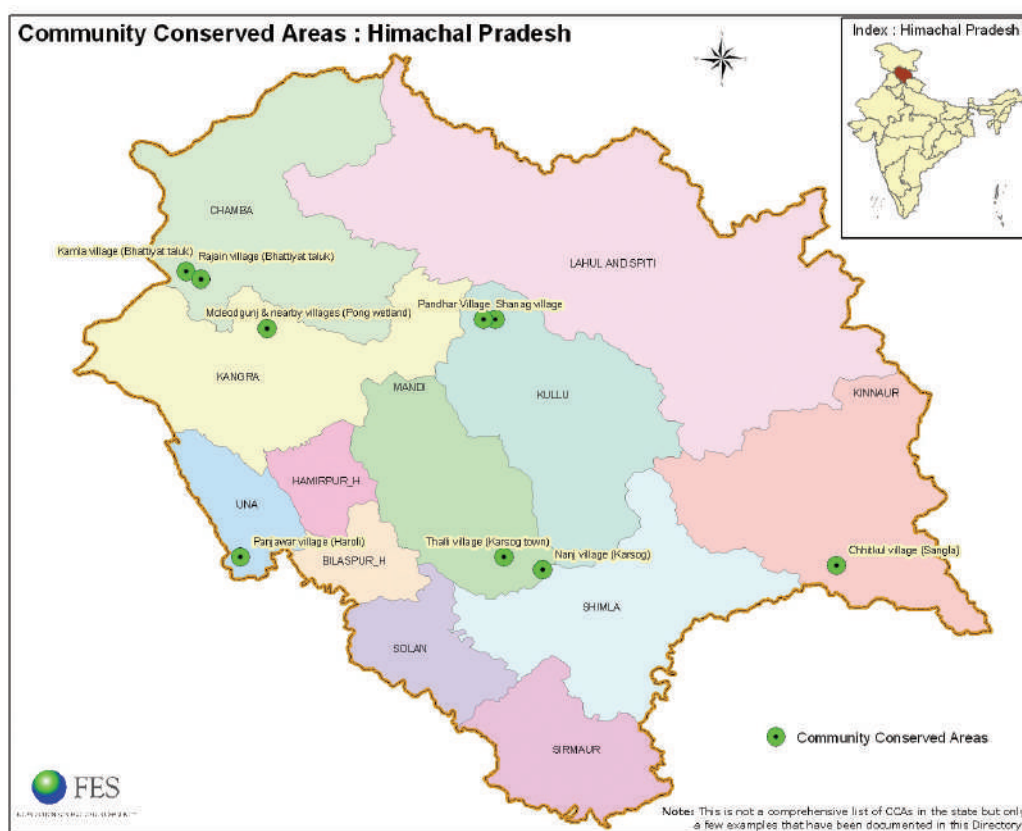 Community Conserved Areas : Himachal Pradesh
Index : Himachal Pradesh
CHAMBA
Kamla village (Bhattiyat taluk)
Rajain village (Bhattiyat taluk)
LAHUL AND SPITI
Mcleodgunj & nearby villages (Pong wetland)
Pandhar Village
Shanag village
KANGRA
MANDI
KULLU
KINNAUR
HAMIRPUR_H
UNA
Panjawar village (Haroli)
BILASPUR_H
Thalli village (Karsog town)
Nanj village (Karsog)
Chhitkul village (Sangla)
SHIMLA
SOLAN
SIRMAUR
Community Conserved Areas
FES
Note: This is not a comprehensive list of CCAs in the state but only
a few examples that have been documented in this Directory